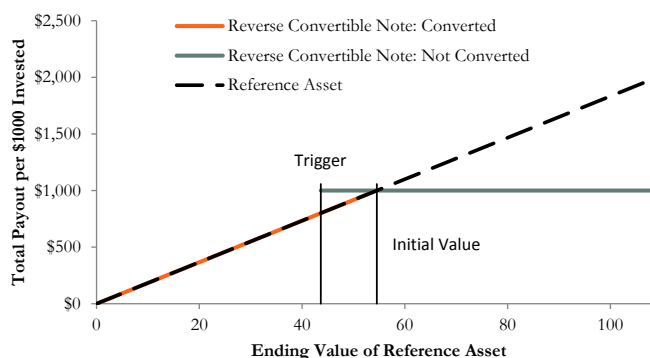 Reverse Convertible Note: Converted
Reverse Convertible Note: Not Converted
Reference Asset
Total Payout per $1000 Invested
$2,500
$2,000
$1,500
$1,000
$500
$0
Trigger
Initial Value
0 20 40 60 80 100
Ending Value of Reference Asset